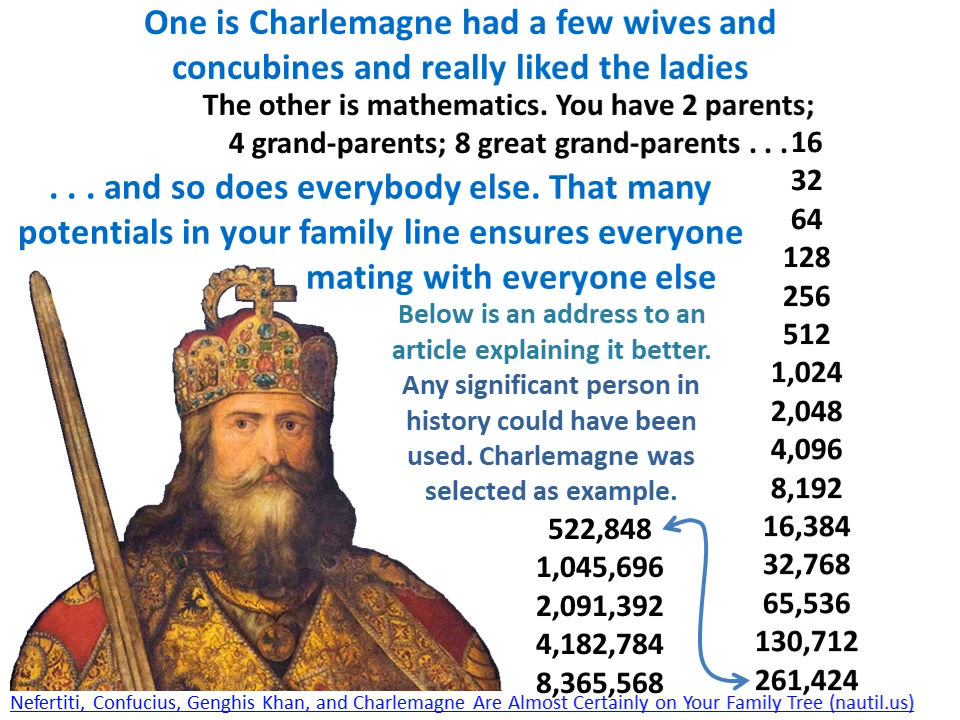 One is Charlemagne had a few wives and
concubines and really liked the ladies
The other is mathematics. You have 2 parents;
4 grand-parents; 8 great grand-parents . . . 16
. . . and so does everybody else. That many
potentials in your family line ensures everyone
mating with everyone else
32
64
128
256
512
1,024
2,048
4,096
8,192
16,384
32,768
65,536
130,712
261,424
Below is an address to an
article explaining it better.
Any significant person in
history could have been
used. Charlemagne was
selected as example.
522,848
1,045,696
2,091,392
4,182,784
8,365,568
Nefertiti, Confucius, Genghis Khan, and Charlemagne Are Almost Certainly on Your Family Tree (nautil.us)